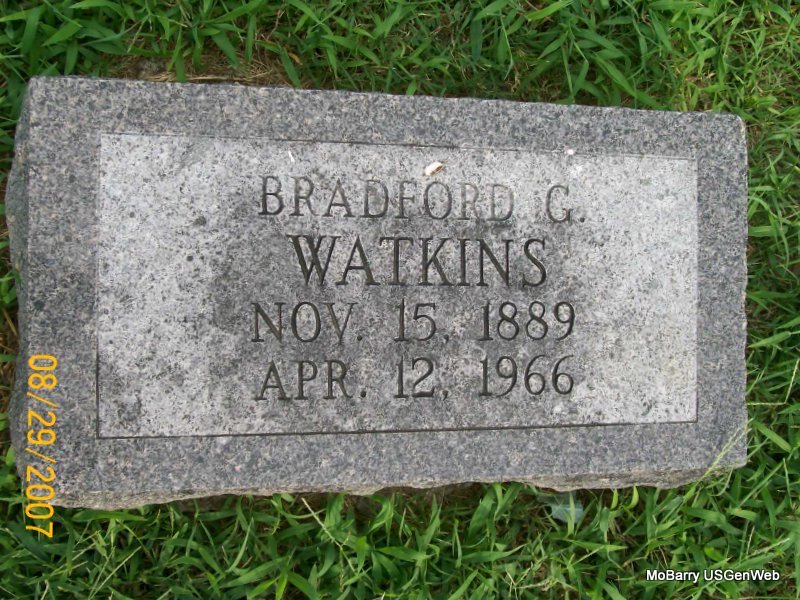 BRADFORD G.
WATKINS
NOV. 15, 1889
APR. 12, 1966
08/29/2007
MoBarry USGenWeb